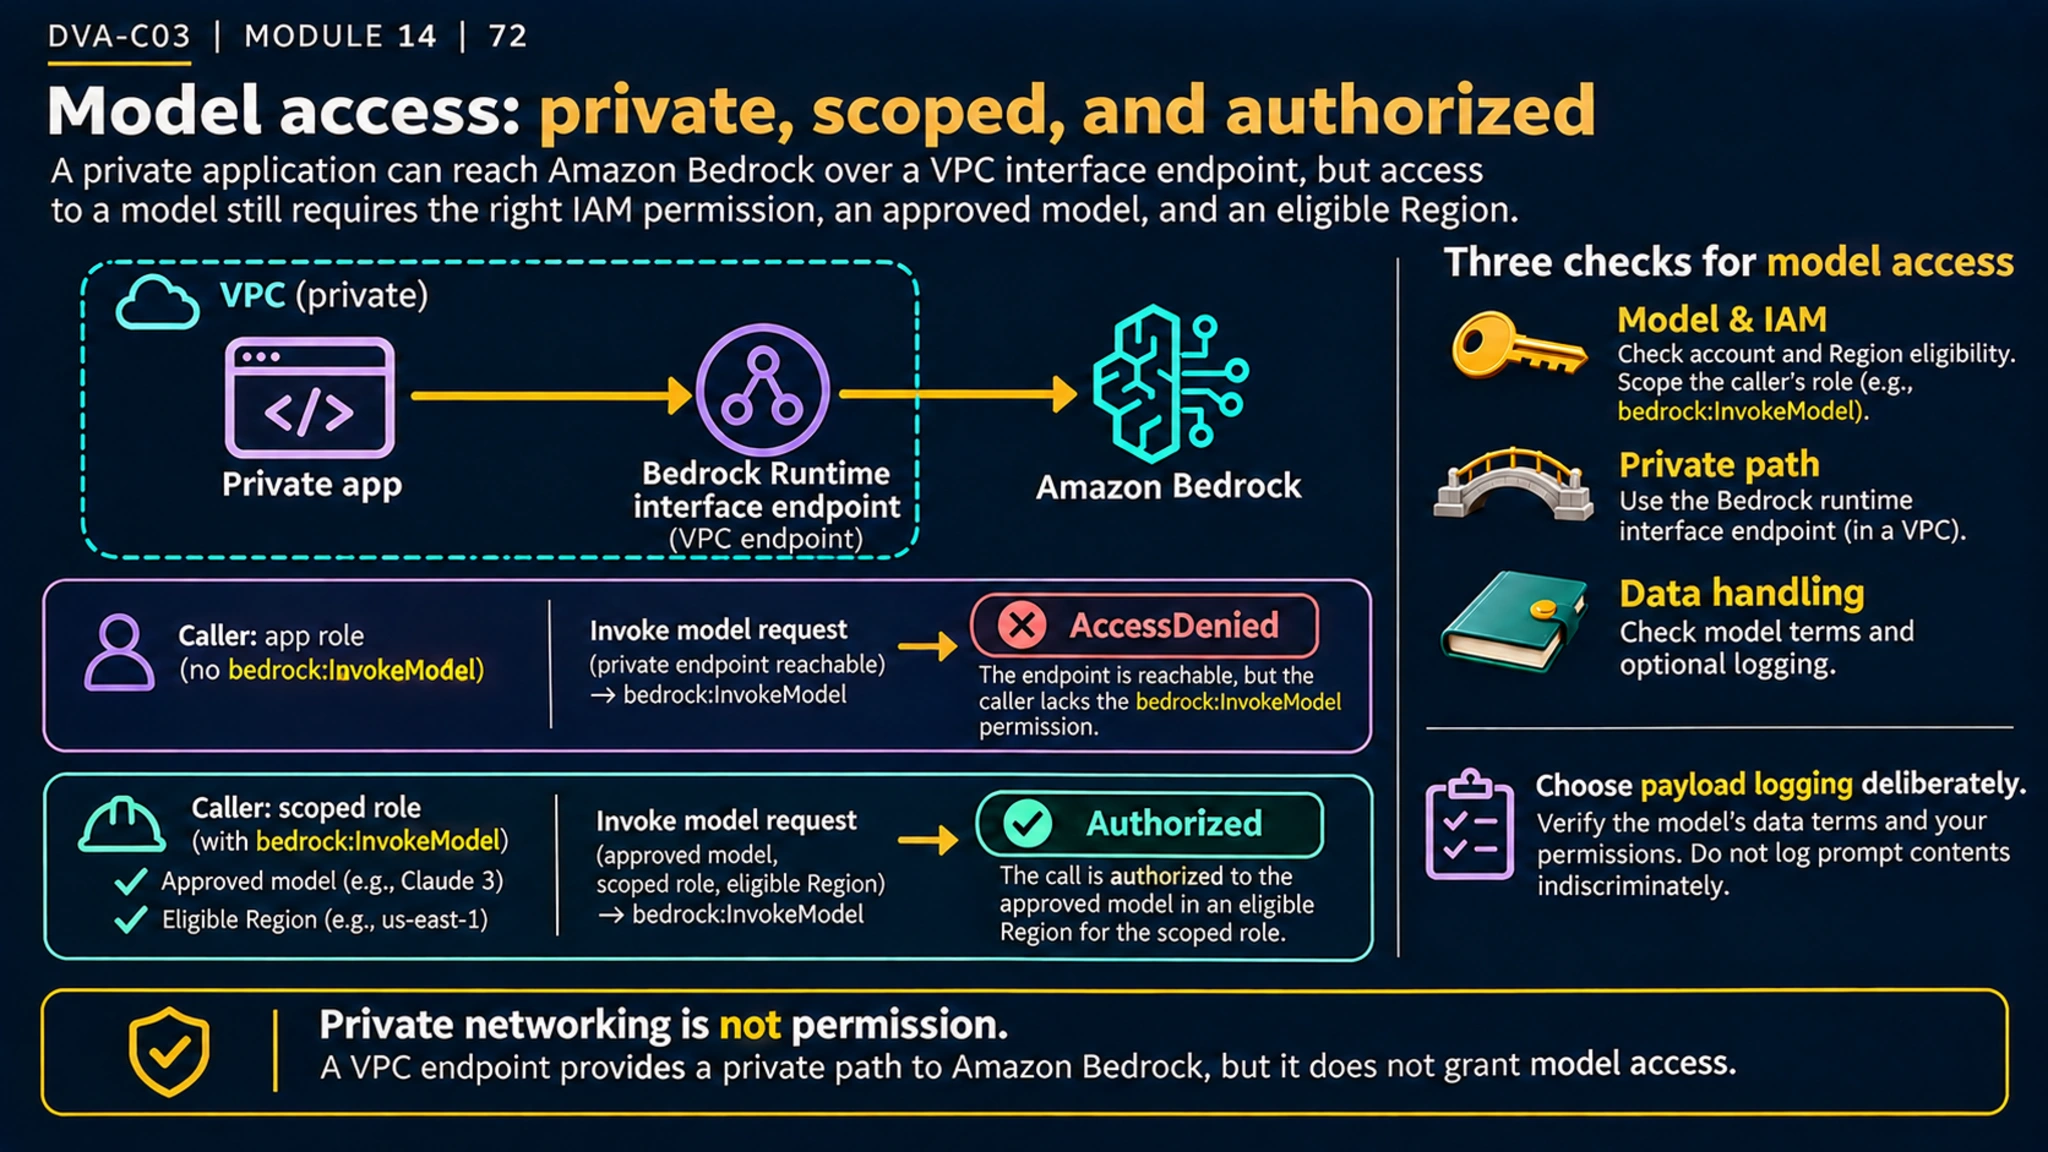 DVA-C03 | MODULE 14 | 72
Model access: private, scoped, and authorized
A private application can reach Amazon Bedrock over a VPC interface endpoint, but access
to a model still requires the right IAM permission, an approved model, and an eligible Region.
VPC (private)
Private app
Bedrock Runtime
interface endpoint
(VPC endpoint)
Amazon Bedrock
Caller: app role
(no bedrock:InvokeModel)
Invoke model request
(private endpoint reachable)
→ bedrock:InvokeModel
AccessDenied
The endpoint is reachable, but the
caller lacks the bedrock:InvokeModel
permission.
Caller: scoped role
(with bedrock:InvokeModel)
Approved model (e.g., Claude 3)
Eligible Region (e.g., us-east-1)
Invoke model request
(approved model,
scoped role, eligible Region)
→ bedrock:InvokeModel
Authorized
The call is authorized to the
approved model in an eligible
Region for the scoped role.
Three checks for model access
Model & IAM
Check account and Region eligibility.
Scope the caller's role (e.g.,
bedrock:InvokeModel).
Private path
Use the Bedrock runtime
interface endpoint (in a VPC).
Data handling
Check model terms and
optional logging.
Choose payload logging deliberately.
Verify the model's data terms and your
permissions. Do not log prompt contents
indiscriminately.
Private networking is not permission.
A VPC endpoint provides a private path to Amazon Bedrock, but it does not grant model access.